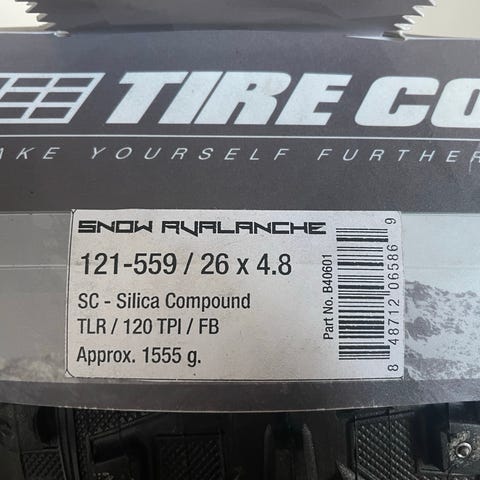 TIRE CO
AKE YOURSELF FURTHER
SNOW AVALANCHE
121-559 / 26 x 4.8
SC - Silica Compound
TLR / 120 TPI / FB
Approx. 1555 g.
Part No. B40601
8 48712 06586 9